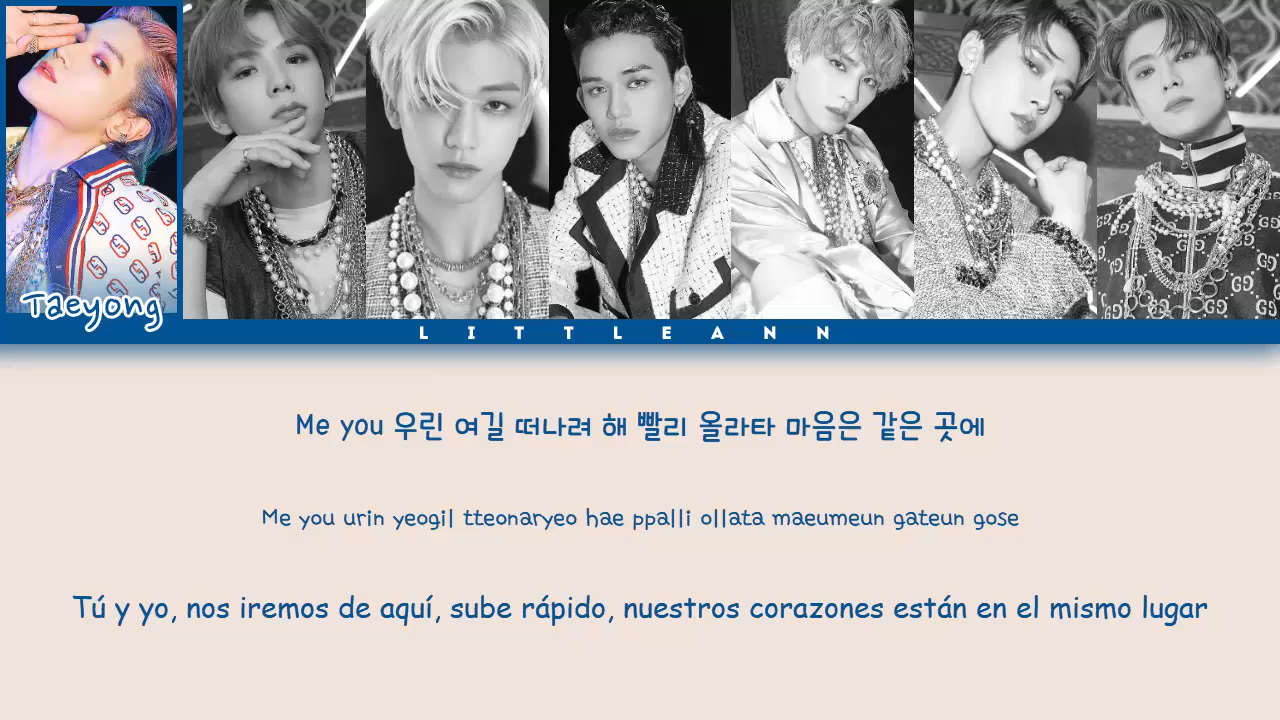 Taeyong
LITTLEANN
Me you 우린 여길 떠나려 해 빨리 올라타 마음은 같은 곳에
Me you urin yeogil tteonaryeo hae ppalli ollata maeumeun gateun gose
Tú y yo, nos iremos de aquí, sube rápido, nuestros corazones están en el mismo lugar